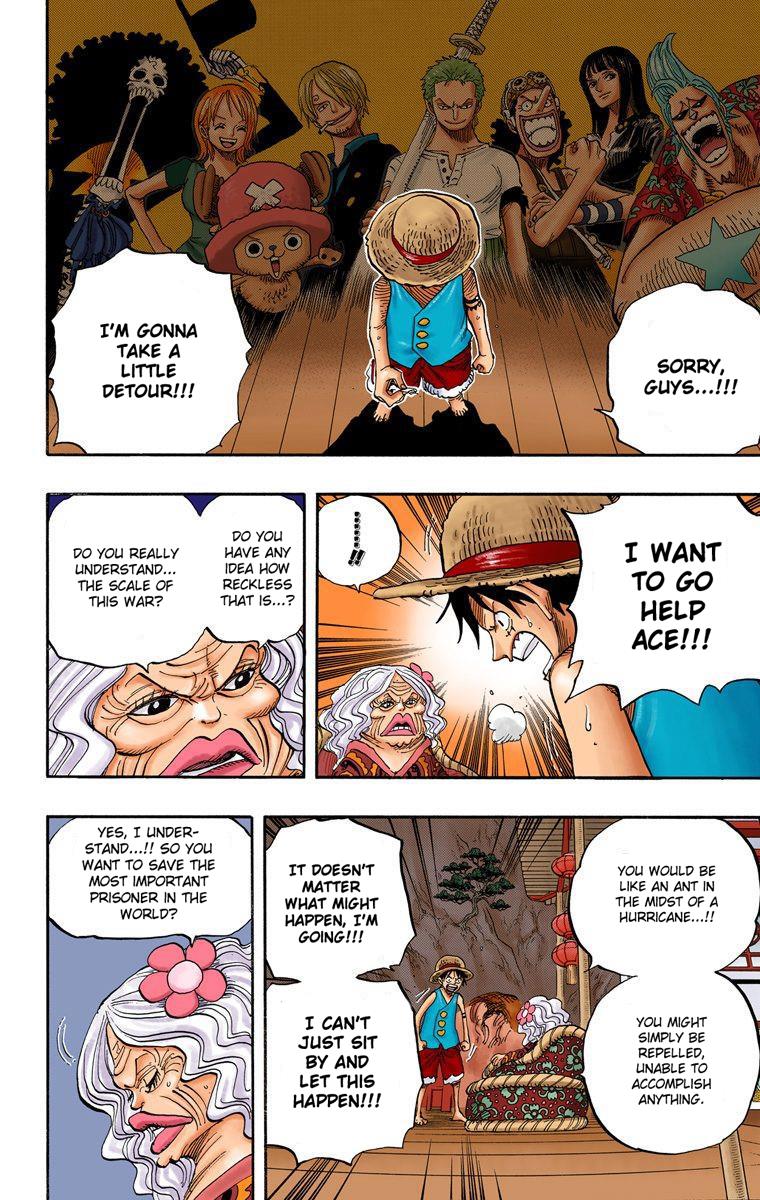 SORRY,
GUYS...!!!
I'M GONNA
TAKE A
LITTLE
DETOUR!!!
I WANT
TO GO
HELP
ACE!!!
........!!
DO YOU
HAVE ANY
IDEA HOW
RECKLESS
THAT IS...?
DO YOU REALLY
UNDERSTAND...
THE SCALE OF
THIS WAR?
YOU WOULD BE
LIKE AN ANT IN
THE MIDST OF A
HURRICANE...!!
YOU MIGHT
SIMPLY BE
REPELLED,
UNABLE TO
ACCOMPLISH
ANYTHING.
IT DOESN'T
MATTER
WHAT MIGHT
HAPPEN, I'M
GOING!!!
I CAN'T
JUST SIT
BY AND
LET THIS
HAPPEN!!!
YES, I UNDER-
STAND...!! SO YOU
WANT TO SAVE THE
MOST IMPORTANT
PRISONER IN THE
WORLD?